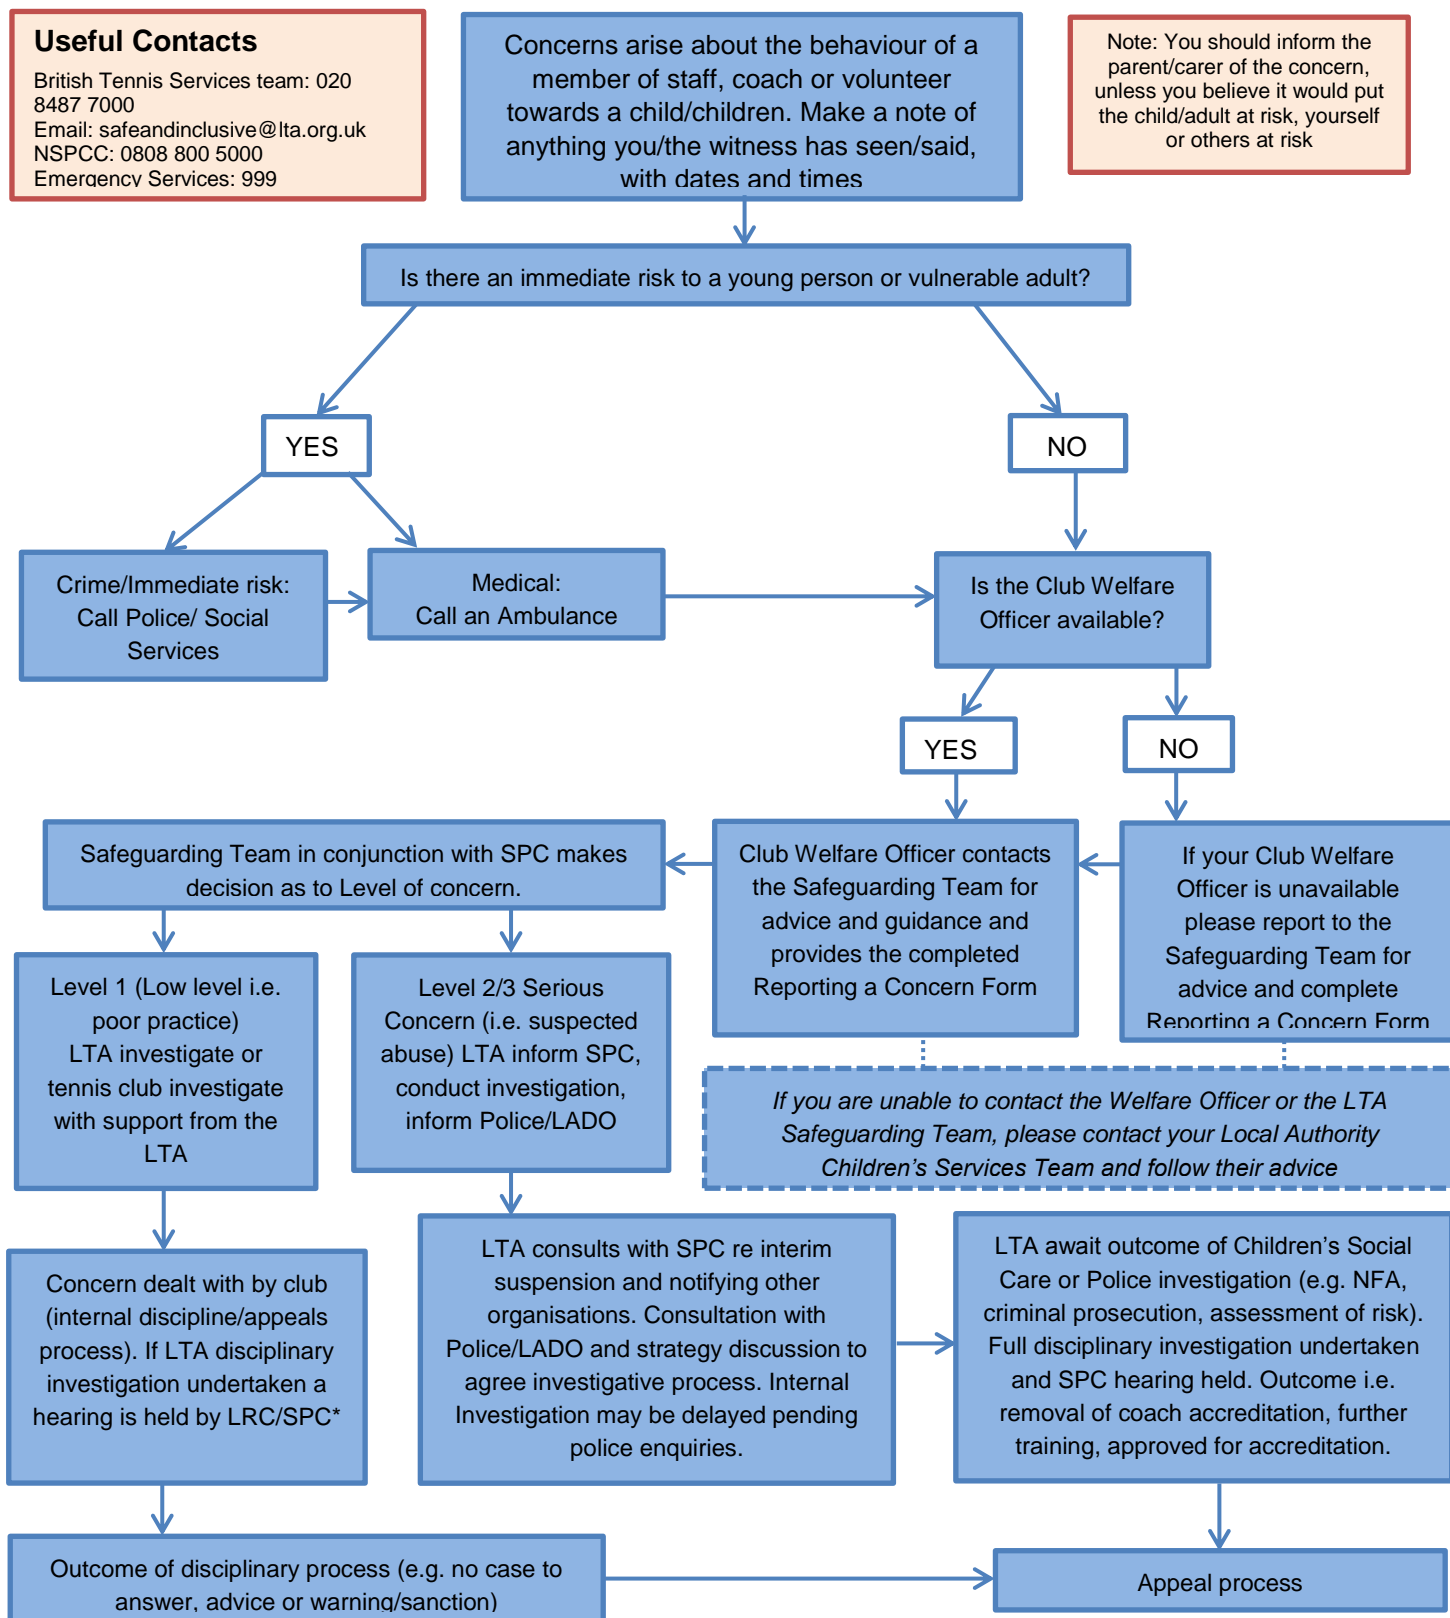 Useful Contacts
British Tennis Services team: 020
8487 7000
Email: safeandinclusive@lta.org.uk
NSPCC: 0808 800 5000
Emergency Services: 999
Concerns arise about the behaviour of a
member of staff, coach or volunteer
towards a child/children. Make a note of
anything you/the witness has seen/said,
with dates and times
Note: You should inform the
parent/carer of the concern,
unless you believe it would put
the child/adult at risk, yourself
or others at risk
Is there an immediate risk to a young person or vulnerable adult?
YES
NO
Crime/Immediate risk:
Call Police/ Social
Services
Medical:
Call an Ambulance
Is the Club Welfare
Officer available?
YES
NO
Safeguarding Team in conjunction with SPC makes
decision as to Level of concern.
Club Welfare Officer contacts
the Safeguarding Team for
advice and guidance and
provides the completed
Reporting a Concern Form
If your Club Welfare
Officer is unavailable
please report to the
Safeguarding Team for
advice and complete
Reporting a Concern Form
Level 1 (Low level i.e.
poor practice)
LTA investigate or
tennis club investigate
with support from the
LTA
Level 2/3 Serious
Concern (i.e. suspected
abuse) LTA inform SPC,
conduct investigation,
inform Police/LADO
If you are unable to contact the Welfare Officer or the LTA
Safeguarding Team, please contact your Local Authority
Children's Services Team and follow their advice
Concern dealt with by club
(internal discipline/appeals
process). If LTA disciplinary
investigation undertaken a
hearing is held by LRC/SPC*
LTA consults with SPC re interim
suspension and notifying other
organisations. Consultation with
Police/LADO and strategy discussion to
agree investigative process. Internal
Investigation may be delayed pending
police enquiries.
LTA await outcome of Children's Social
Care or Police investigation (e.g. NFA,
criminal prosecution, assessment of risk).
Full disciplinary investigation undertaken
and SPC hearing held. Outcome i.e.
removal of coach accreditation, further
training, approved for accreditation.
Outcome of disciplinary process (e.g. no case to
answer, advice or warning/sanction)
Appeal process